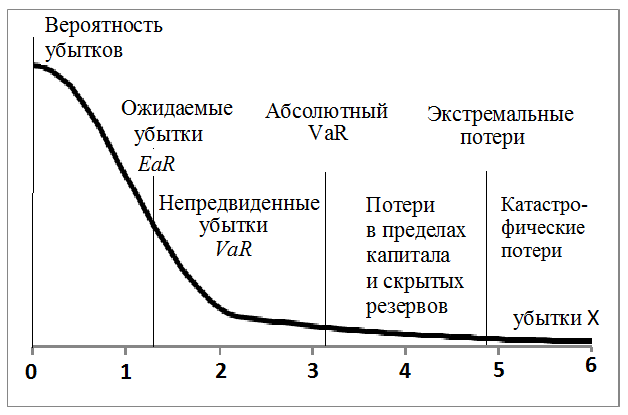 Вероятность
убытков
Ожидаемые
убытки
EaR
Абсолютный
VaR
Экстремальные
потери
Непредвиденные
убытки
VaR
Потери
в пределах
капитала
и скрытых
резервов
Катастро-
фические
потери
убытки X
0 1 2 3 4 5 6